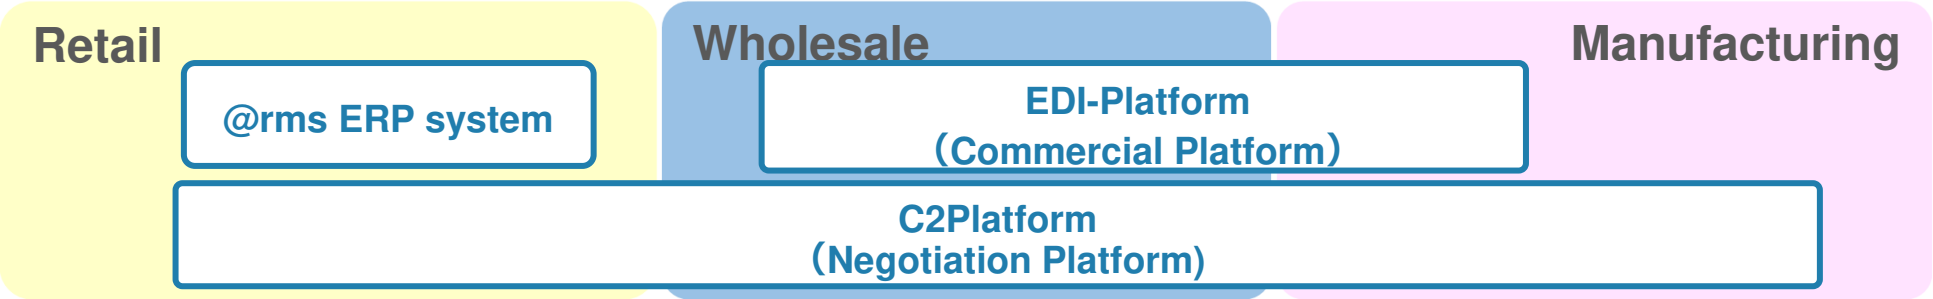 Retail
Wholesale
Manufacturing
@rms ERP system
EDI-Platform
（Commercial Platform）
C2Platform
（Negotiation Platform)